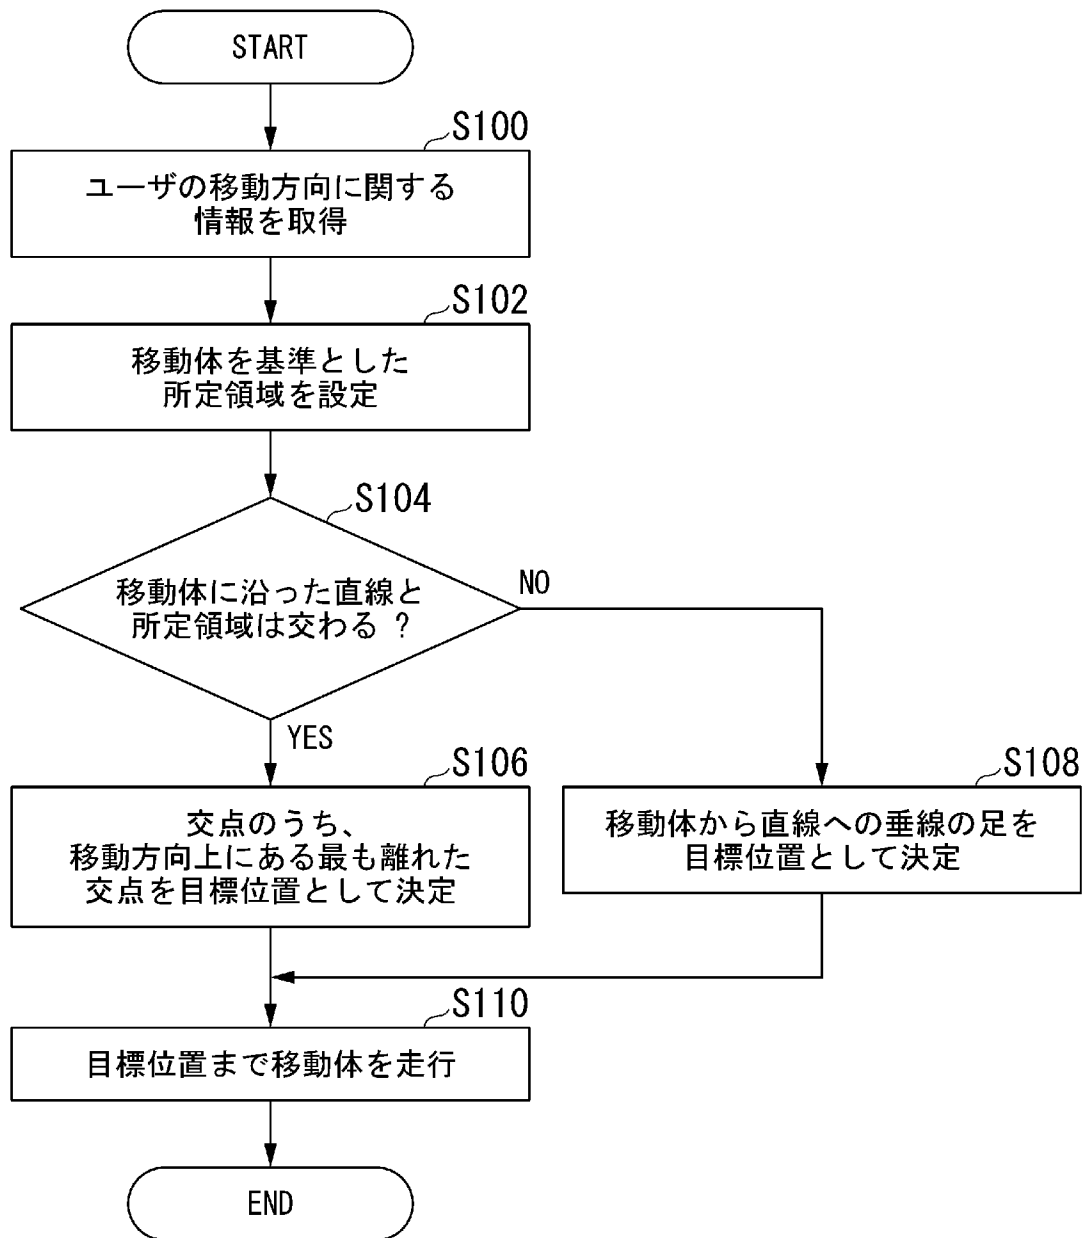 START
S100
ユーザの移動方向に関する
情報を取得
S102
移動体を基準とした
所定領域を設定
S104
移動体に沿った直線と
所定領域は交わる ?
NO
YES
S106
交点のうち、
移動方向上にある最も離れた
交点を目標位置として決定
S108
移動体から直線への垂線の足を
目標位置として決定
S110
目標位置まで移動体を走行
END